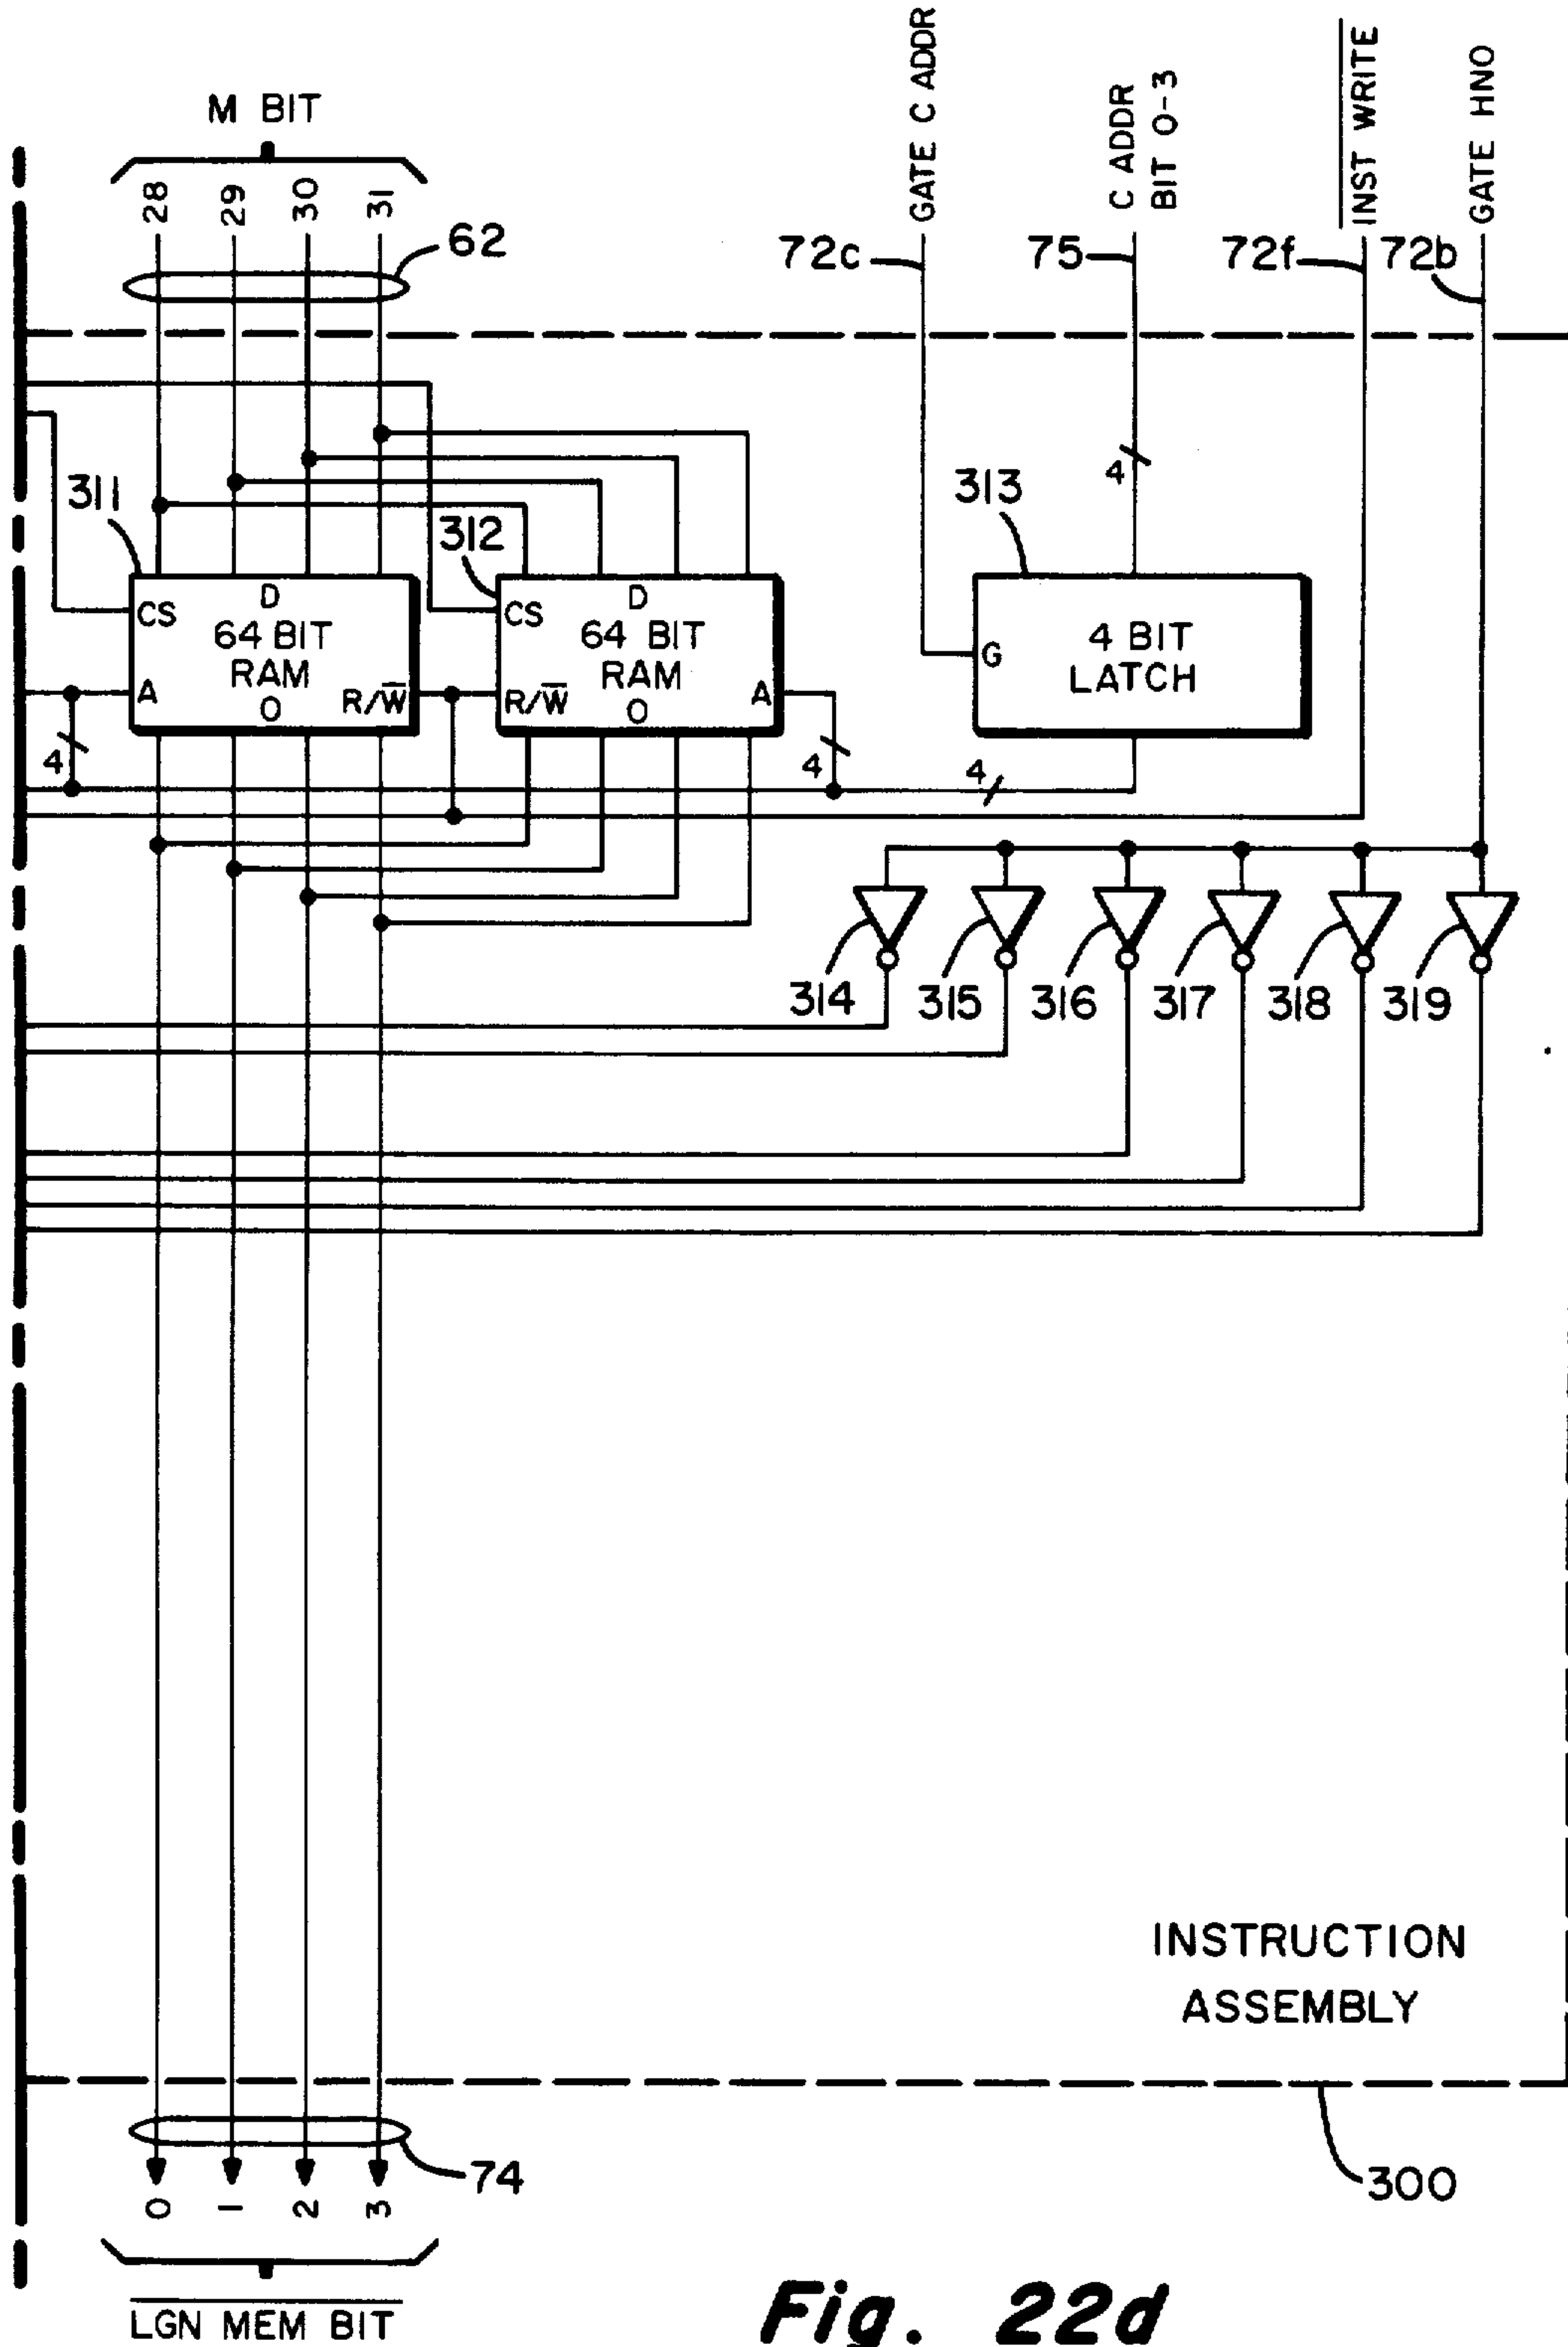 M BIT
28
29
30
31
62
GATE C ADDR
C ADDR
BIT 0-3
INST WRITE
GATE HNO
72c
75
72f
72b
311
312
313
4
CS
D
64 BIT
RAM
O
A
R/W
CS
D
64 BIT
RAM
O
R/W
A
G
4 BIT
LATCH
4
4
4
314
315
316
317
318
319
INSTRUCTION
ASSEMBLY
300
74
0
1
2
3
LGN MEM BIT
Fig. 22d